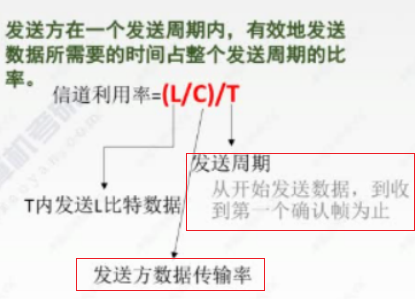 发送方在一个发送周期内，有效地发送
数据所需要的时间占整个发送周期的比
率。
信道利用率=(L/C)/T
发送周期
从开始发送数据，到收
到第一个确认帧为止
T内发送L比特数据
发送方数据传输率